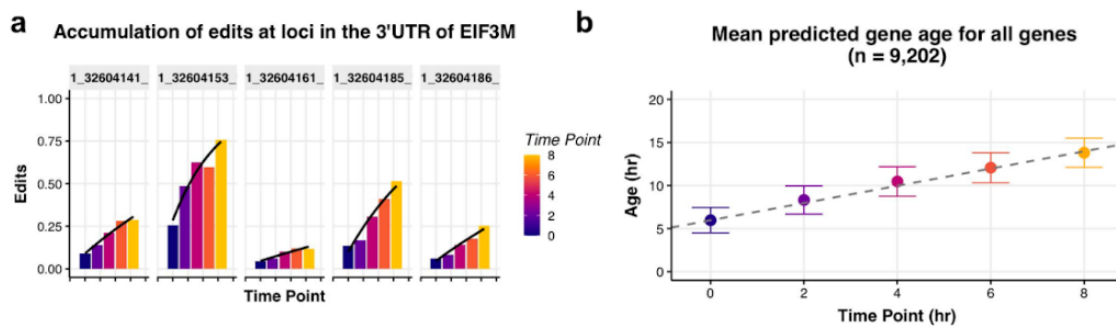 a
Accumulation of edits at loci in the 3'UTR of EIF3M
1_32604141_ 1_32604153_ 1_32604161_ 1_32604185_ 1_32604186_
1.00
0.75
0.50
0.25
0.00
Edits
Time Point
Time Point
8
6
4
2
0
b
Mean predicted gene age for all genes
(n = 9,202)
20
15
10
5
0
Age (hr)
0 2 4 6 8
Time Point (hr)